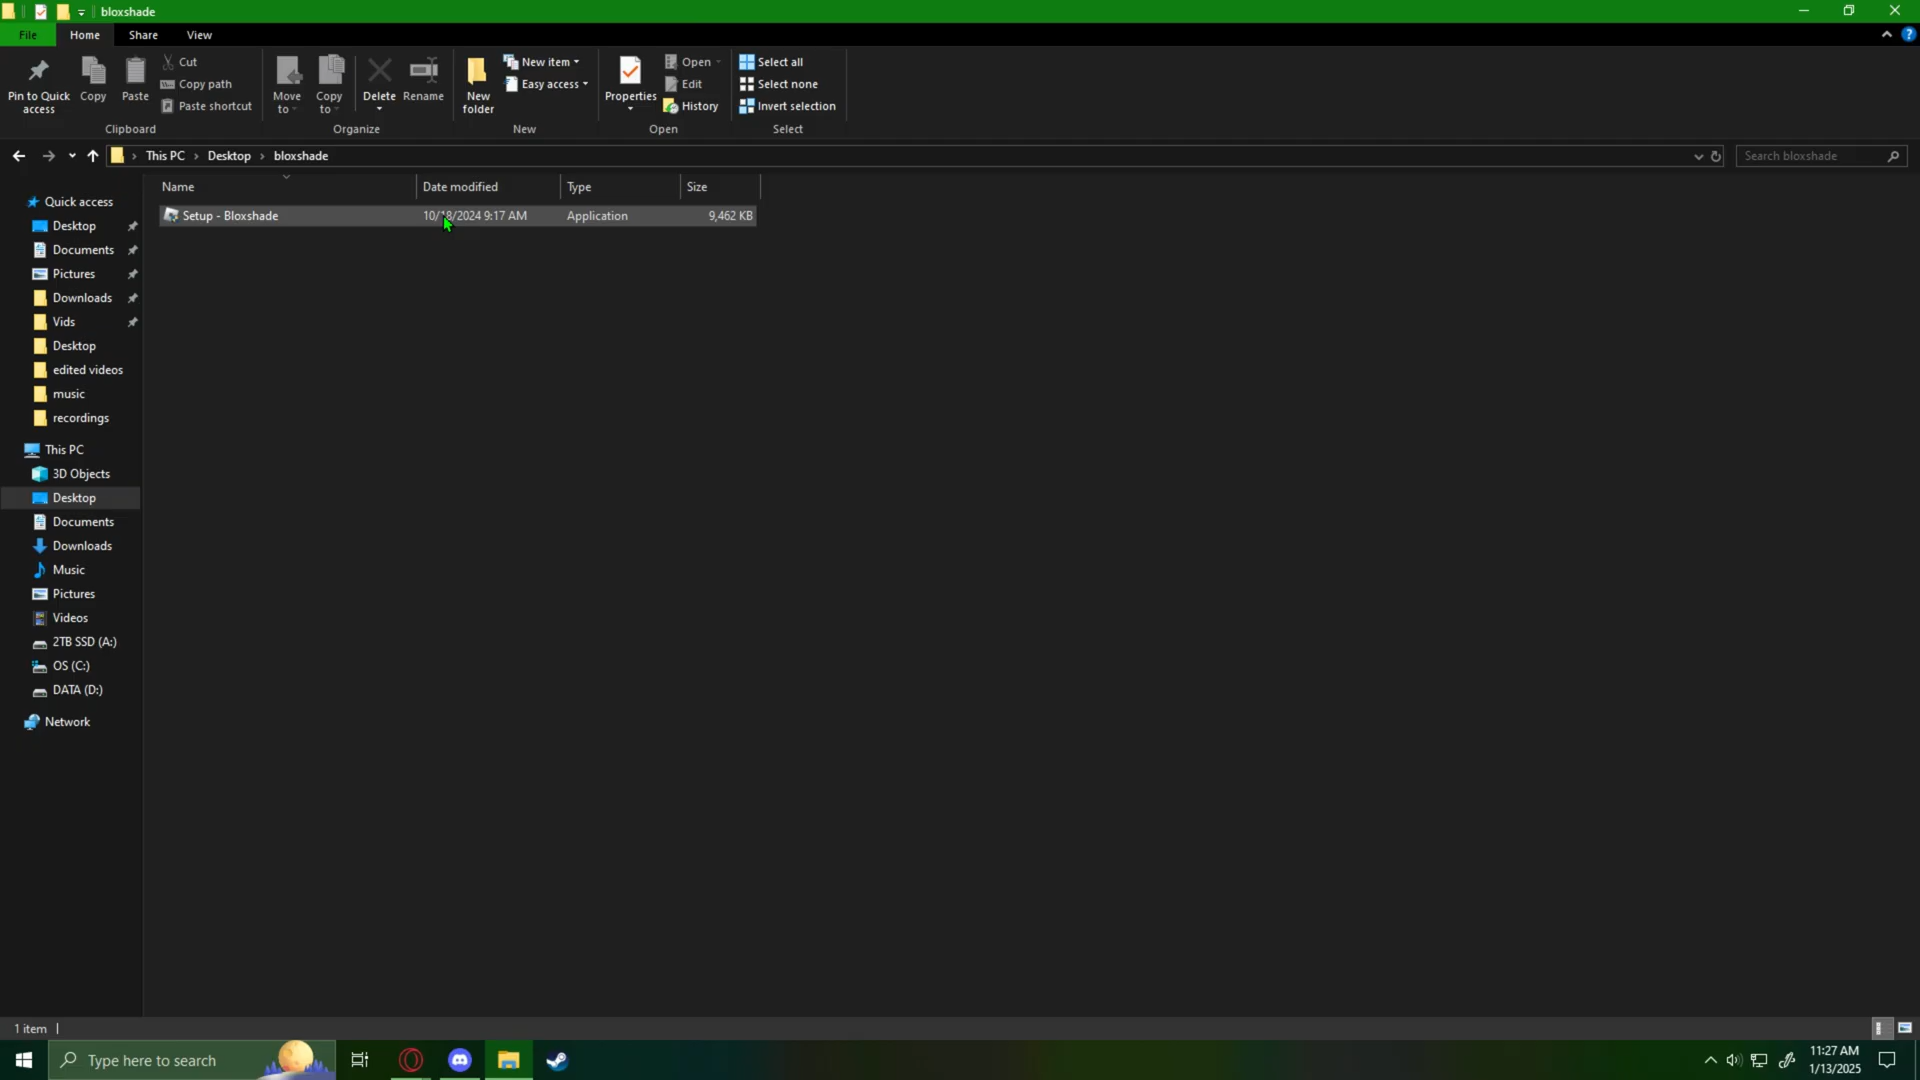 bloxshade
File Home Share View
Pin to Quick access
Copy
Paste
Cut
Copy path
Paste shortcut
Clipboard
Move to
Copy to
Delete
Rename
Organize
New folder
New item
Easy access
New
Properties
Open
Edit
History
Open
Select all
Select none
Invert selection
Select
This PC Desktop bloxshade
Search bloxshade
Name Date modified Type Size
Setup - Bloxshade 10/18/2024 9:17 AM Application 9,462 KB
Quick access
Desktop
Documents
Pictures
Downloads
Vids
Desktop
edited videos
music
recordings
This PC
3D Objects
Desktop
Documents
Downloads
Music
Pictures
Videos
2TB SSD (A:)
OS (C:)
DATA (D:)
Network
1 item
Type here to search
11:27 AM
1/13/2025